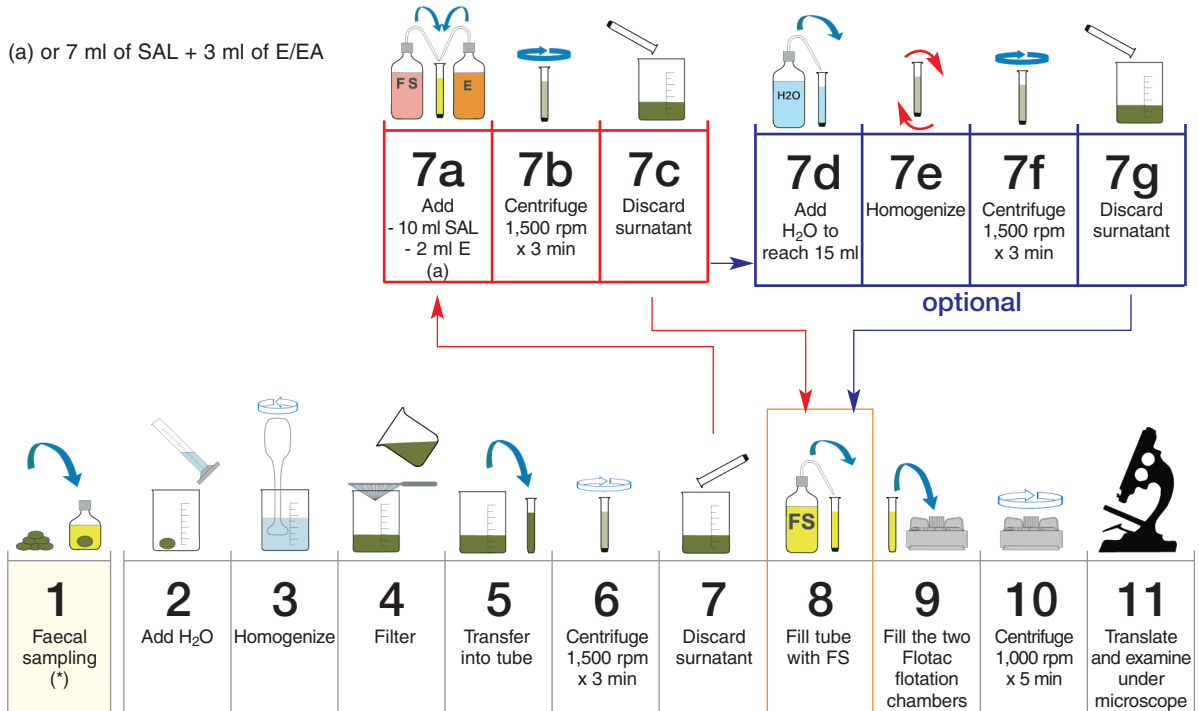 (a) or 7 ml of SAL + 3 ml of E/EA
F S
E
H2O
7a
Add
- 10 ml SAL
- 2 ml E
(a)
7b
Centrifuge
1,500 rpm
x 3 min
7c
Discard
surnatant
7d
Add
H₂O to
reach 15 ml
7e
Homogenize
7f
Centrifuge
1,500 rpm
x 3 min
7g
Discard
surnatant
optional
FS
1
Faecal
sampling
(*)
2
Add H₂O
3
Homogenize
4
Filter
5
Transfer
into tube
6
Centrifuge
1,500 rpm
x 3 min
7
Discard
surnatant
8
Fill tube
with FS
9
Fill the two
Flotac
flotation
chambers
10
Centrifuge
1,000 rpm
x 5 min
11
Translate
and examine
under
microscope